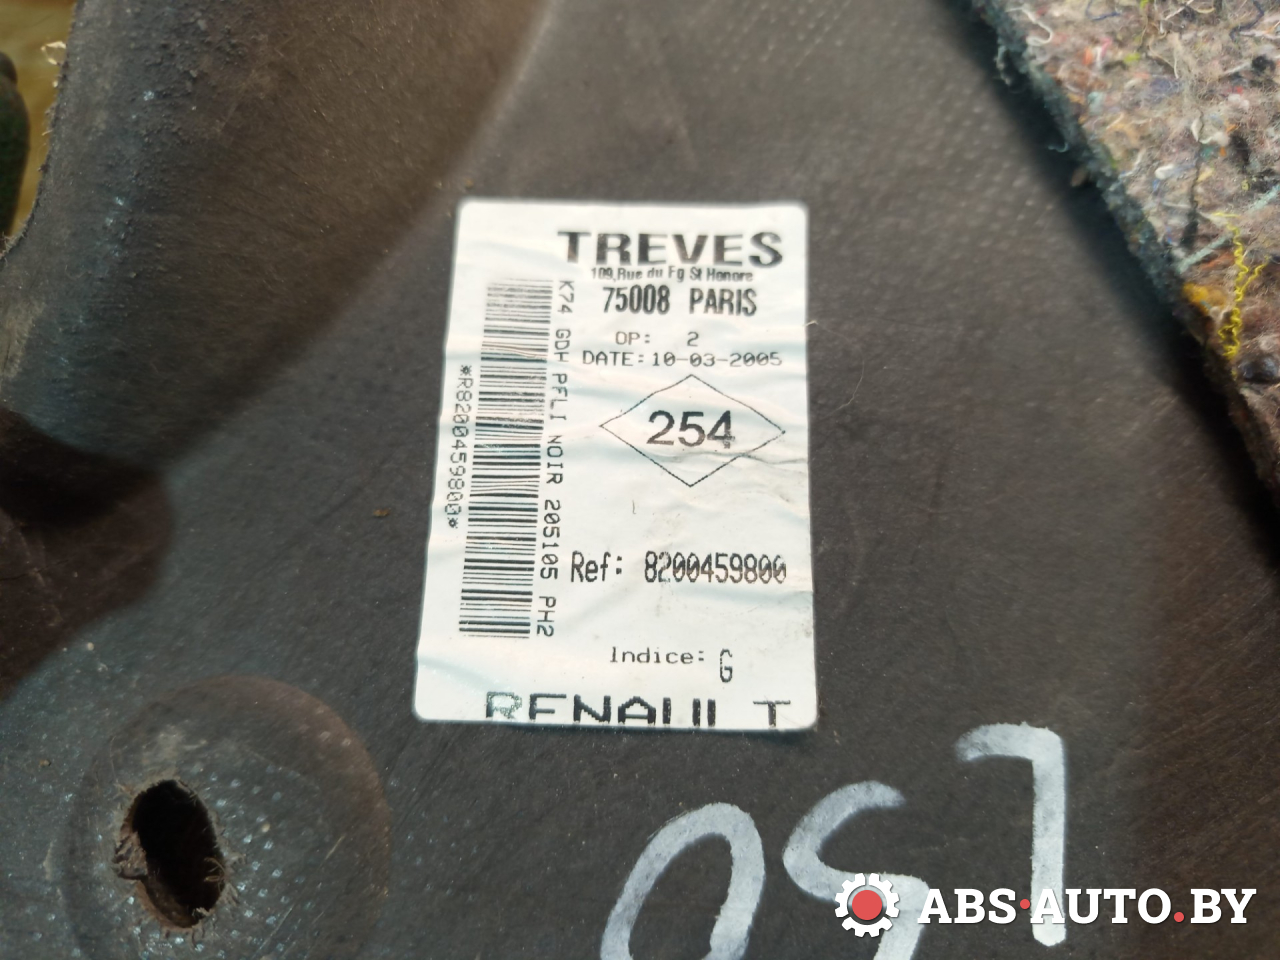 TREVES
109,Rue du Fg St Honore
75008 PARIS
OP: 2
DATE:10-03-2005
254
Ref: 8200459800
Indice: G
RENAULT
K74 GDH PFLI NOIR 205105 PH2
*R8200459800*
ABS·AUTO.BY